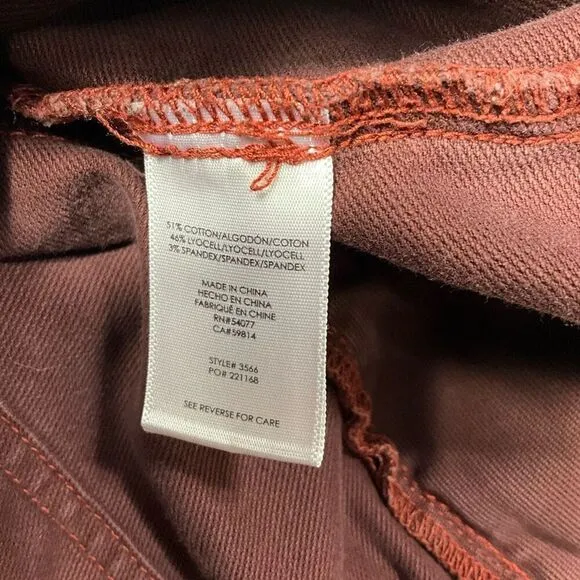 51% COTTON/ALGODÓN/COTON
46% LYOCELL/LYOCELL/LYOCELL
3% SPANDEX/SPANDEX/SPANDEX
MADE IN CHINA
HECHO EN CHINA
FABRIQUÉ EN CHINE
RN#54077
CA#59814
STYLE# 3566
PO# 221168
SEE REVERSE FOR CARE